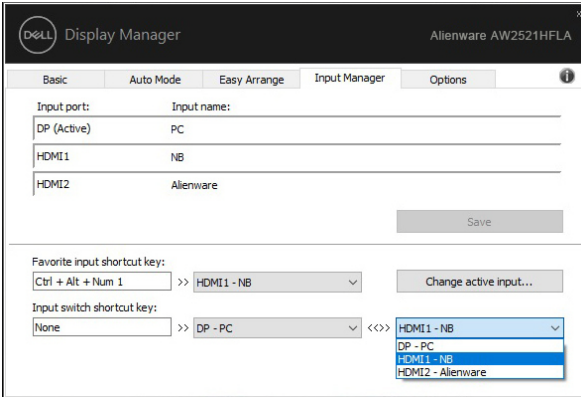 DELL Display Manager Alienware AW2521HFLA
Basic Auto Mode Easy Arrange Input Manager Options
Input port: Input name:
DP (Active) PC
HDMI1 NB
HDMI2 Alienware
Save
Favorite input shortcut key:
Ctrl + Alt + Num 1 >> HDMI1 - NB Change active input...
Input switch shortcut key:
None >> DP - PC <<>> HDMI1 - NB
DP - PC
HDMI1 - NB
HDMI2 - Alienware